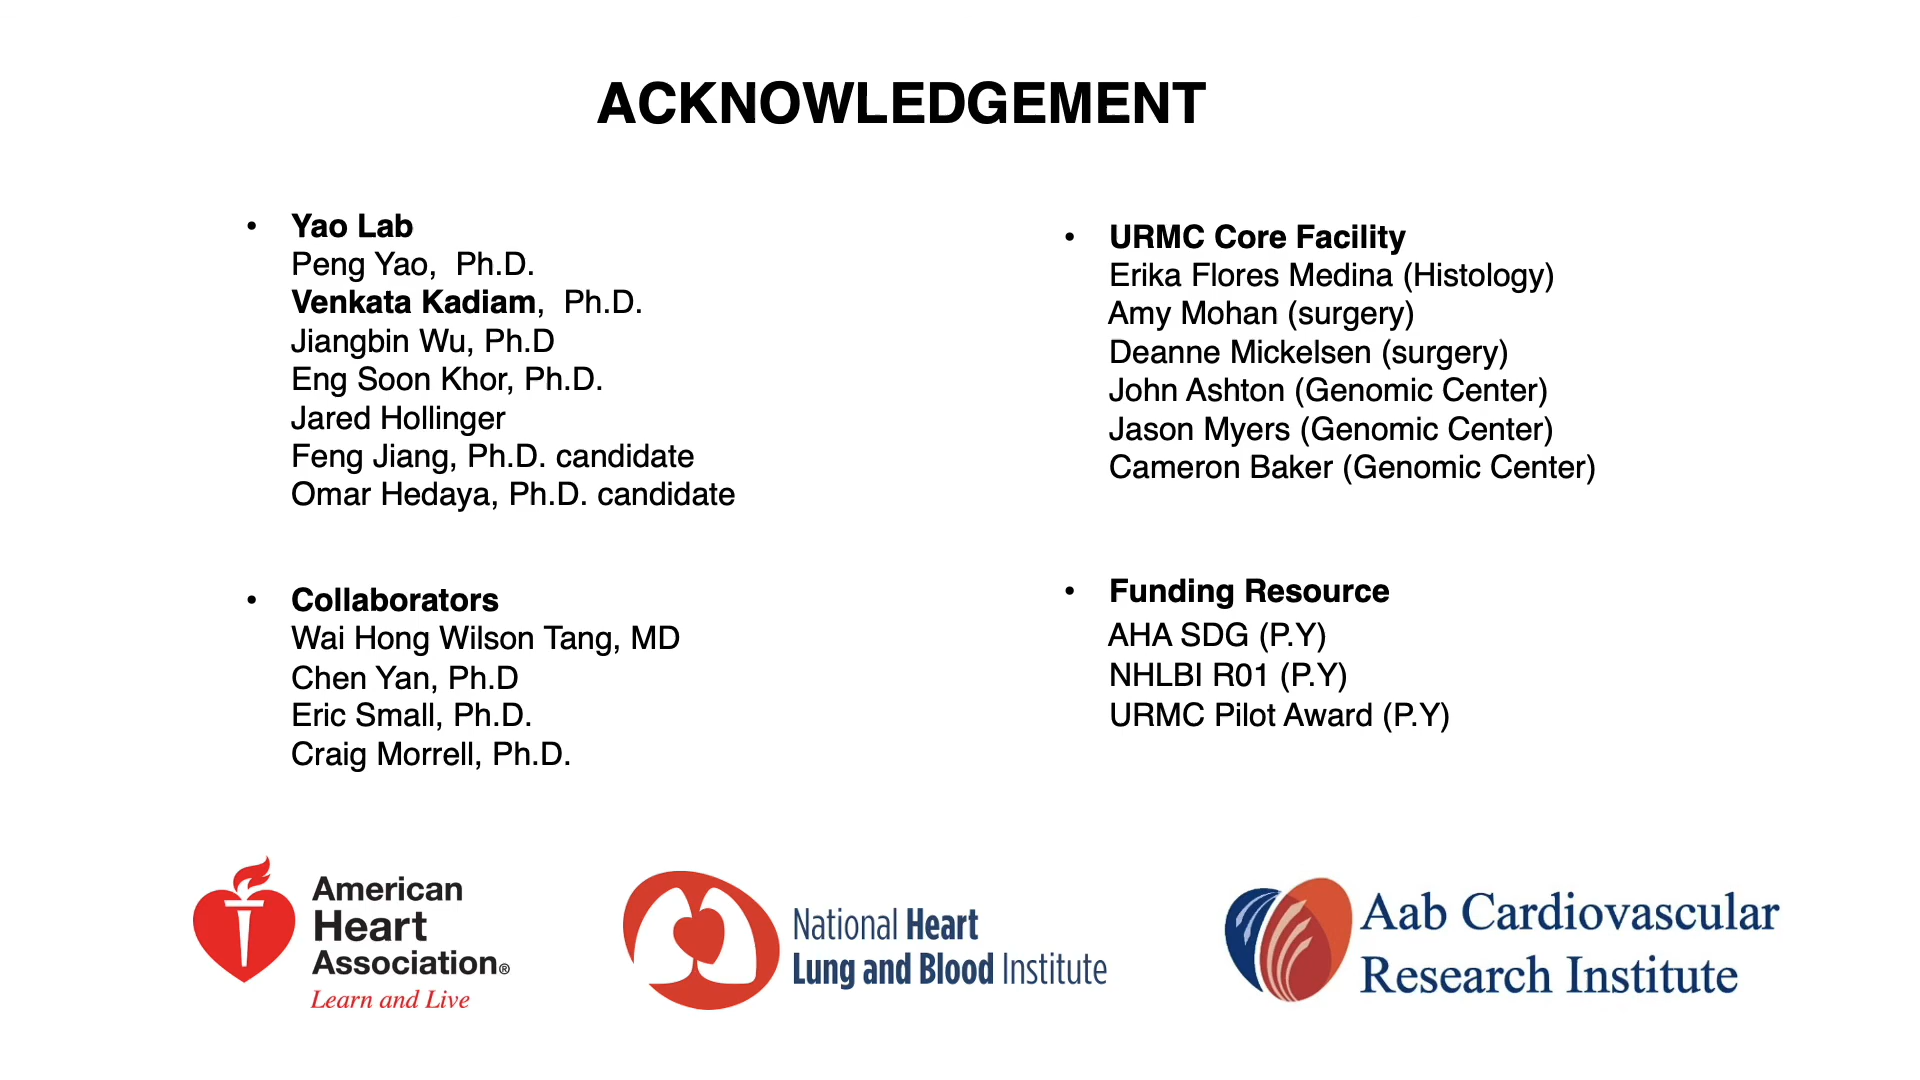 ACKNOWLEDGEMENT
• Yao Lab
Peng Yao,  Ph.D.
Venkata Kadiam,  Ph.D.
Jiangbin Wu, Ph.D
Eng Soon Khor, Ph.D.
Jared Hollinger
Feng Jiang, Ph.D. candidate
Omar Hedaya, Ph.D. candidate
• Collaborators
Wai Hong Wilson Tang, MD
Chen Yan, Ph.D
Eric Small, Ph.D.
Craig Morrell, Ph.D.
• URMC Core Facility
Erika Flores Medina (Histology)
Amy Mohan (surgery)
Deanne Mickelsen (surgery)
John Ashton (Genomic Center)
Jason Myers (Genomic Center)
Cameron Baker (Genomic Center)
• Funding Resource
AHA SDG (P.Y)
NHLBI R01 (P.Y)
URMC Pilot Award (P.Y)
American
Heart
Association®
Learn and Live
National Heart
Lung and Blood Institute
Aab Cardiovascular
Research Institute